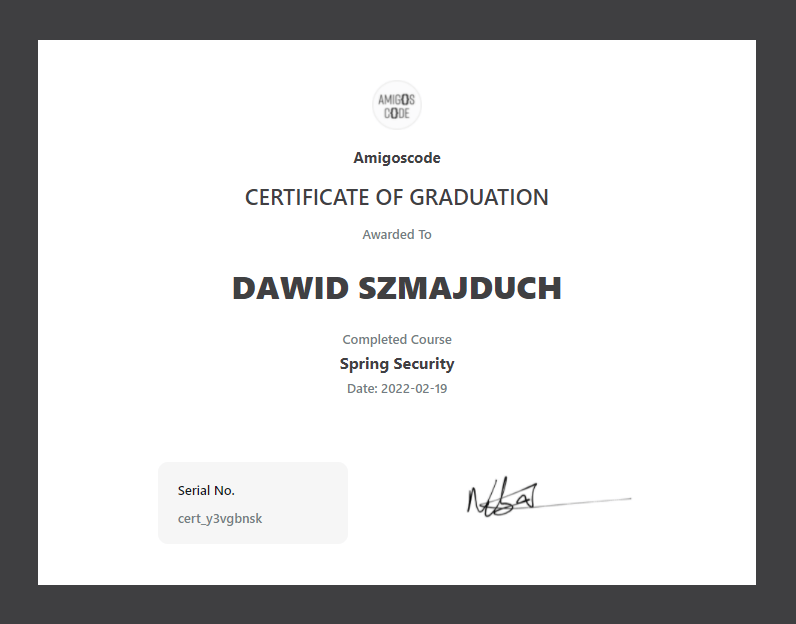 AMIGOS
CODE
Amigoscode
CERTIFICATE OF GRADUATION
Awarded To
DAWID SZMAJDUCH
Completed Course
Spring Security
Date: 2022-02-19
Serial No.
cert_y3vgbnsk